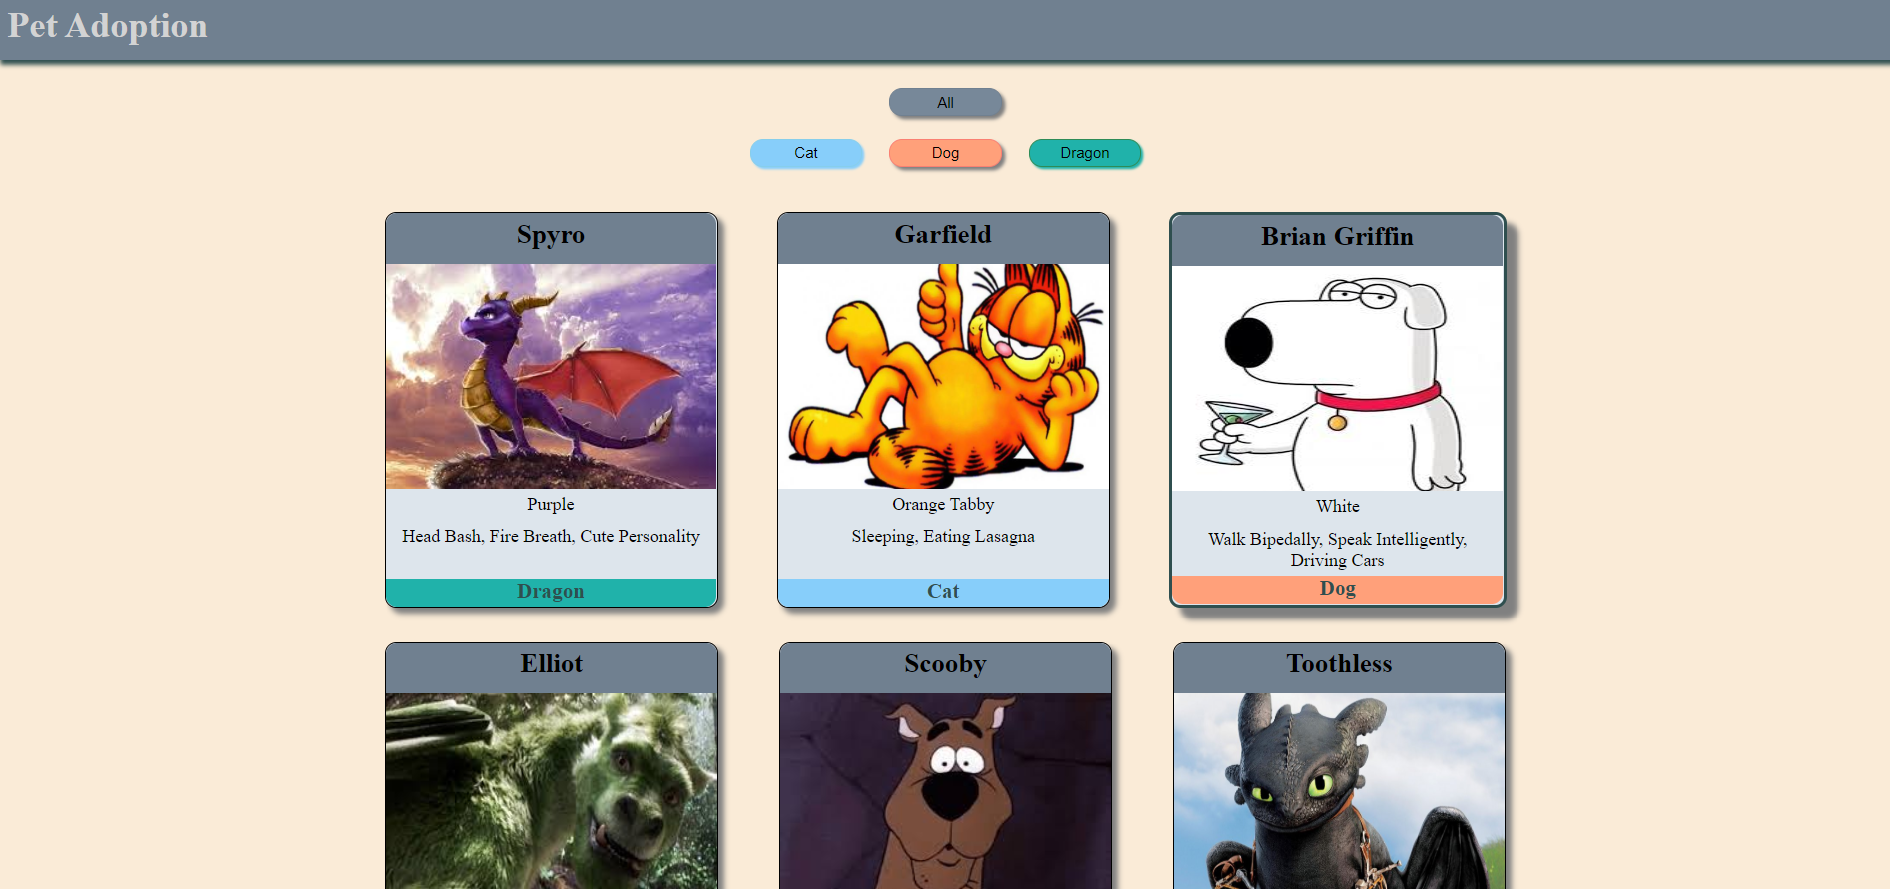 Pet Adoption
All
Cat
Dog
Dragon
Spyro
Purple
Head Bash, Fire Breath, Cute Personality
Dragon
Garfield
Orange Tabby
Sleeping, Eating Lasagna
Cat
Brian Griffin
White
Walk Bipedally, Speak Intelligently,
Driving Cars
Dog
Elliot
Scooby
Toothless